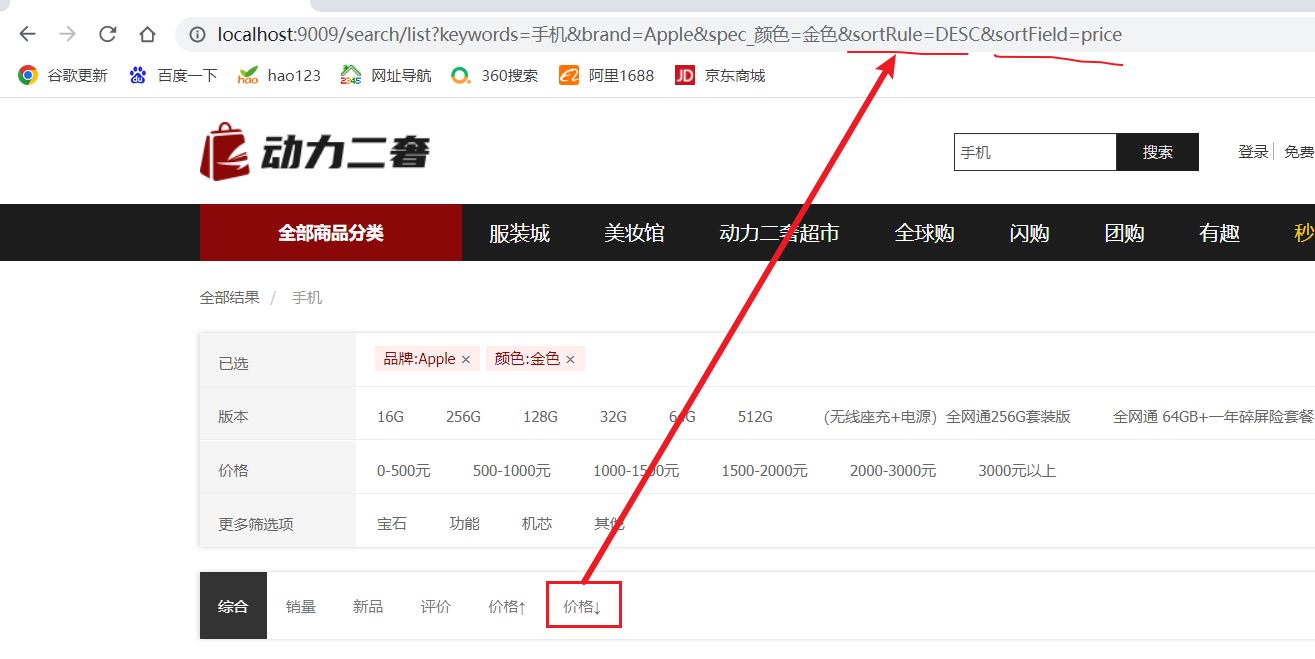 localhost:9009/search/list?keywords=手机&brand=Apple&spec_颜色=金色&sortRule=DESC&sortField=price
谷歌更新 百度一下 hao123 网址导航 360搜索 阿里1688 JD 京东商城
动力二奢 手机 搜索 登录 免费
全部商品分类 服装城 美妆馆 动力二奢超市 全球购 闪购 团购 有趣 秒
全部结果 / 手机
已选 品牌:Apple × 颜色:金色 ×
版本 16G 256G 128G 32G 64G 512G (无线座充+电源) 全网通256G套装版 全网通 64GB+一年碎屏险套餐
价格 0-500元 500-1000元 1000-1500元 1500-2000元 2000-3000元 3000元以上
更多筛选项 宝石 功能 机芯 其他
综合 销量 新品 评价 价格↑ 价格↓